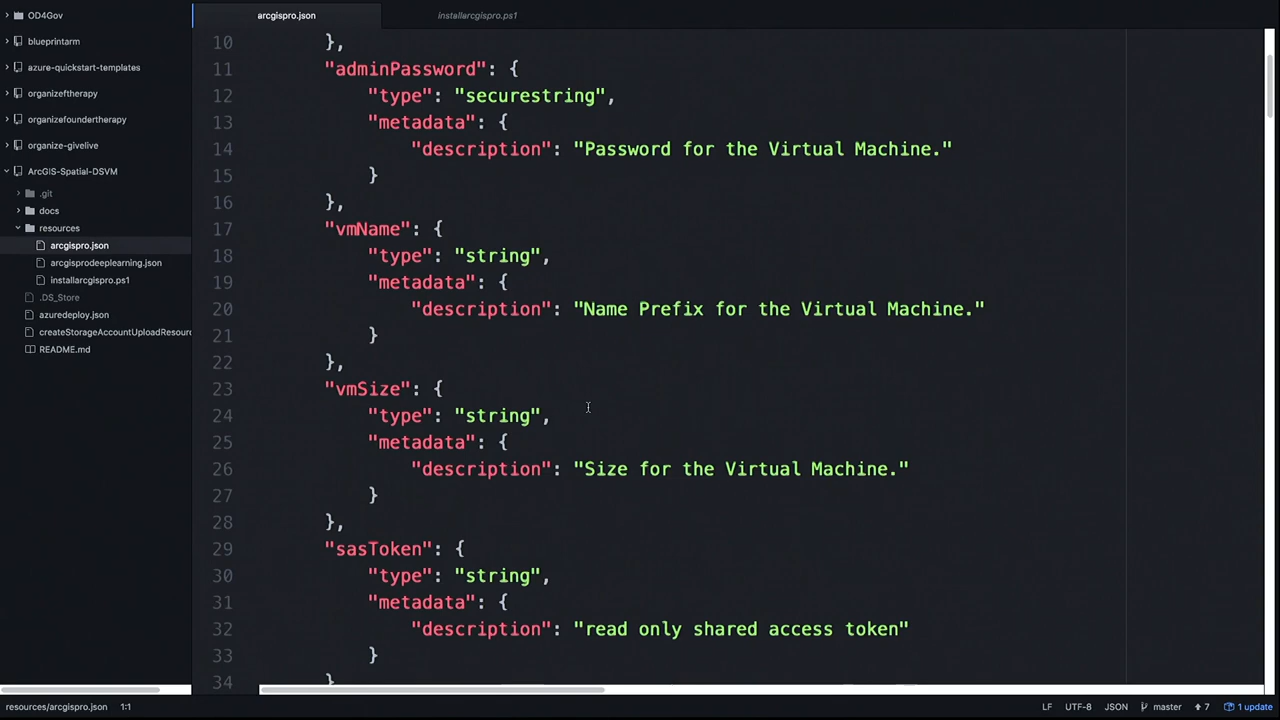 OD4Gov
blueprintarm
azure-quickstart-templates
organizeftherapy
organizefoundertherapy
organize-givelive
ArcGIS-Spatial-DSVM
.git
docs
resources
arcgispro.json
arcgisprodeeplearning.json
installarcgispro.ps1
.DS_Store
azuredeploy.json
createStorageAccountUploadResourc
README.md
arcgispro.json installarcgispro.ps1
10 },
11 "adminPassword": {
12 "type": "securestring",
13 "metadata": {
14 "description": "Password for the Virtual Machine."
15 }
16 },
17 "vmName": {
18 "type": "string",
19 "metadata": {
20 "description": "Name Prefix for the Virtual Machine."
21 }
22 },
23 "vmSize": {
24 "type": "string",
25 "metadata": {
26 "description": "Size for the Virtual Machine."
27 }
28 },
29 "sasToken": {
30 "type": "string",
31 "metadata": {
32 "description": "read only shared access token"
33 }
34 }
resources/arcgispro.json 1:1 LF UTF-8 JSON master 7 1 update